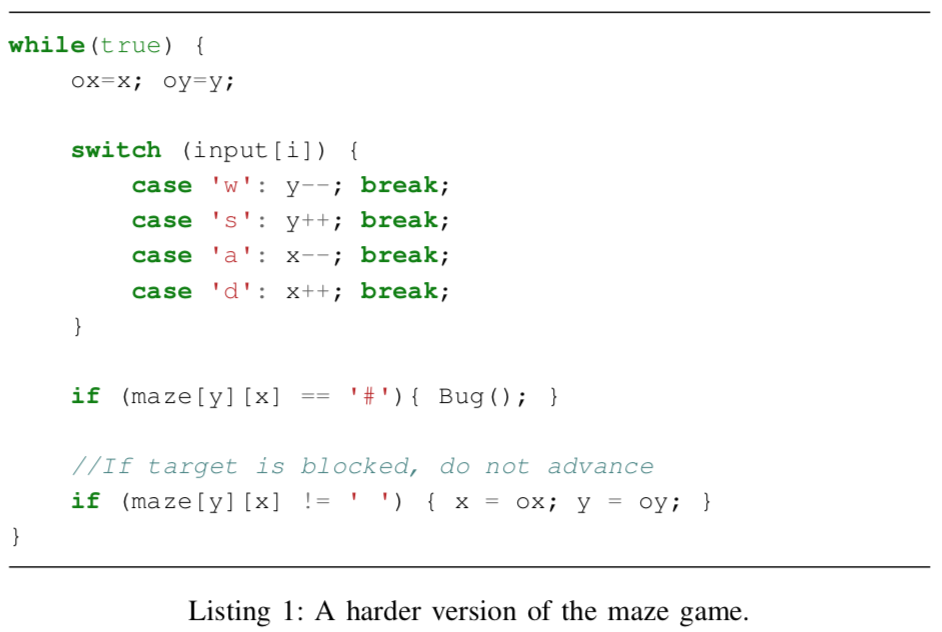 while(true) {
    ox=x; oy=y;

    switch (input[i]) {
        case 'w': y--; break;
        case 's': y++; break;
        case 'a': x--; break;
        case 'd': x++; break;
    }

    if (maze[y][x] == '#'){ Bug(); }

    //If target is blocked, do not advance
    if (maze[y][x] != ' ') { x = ox; y = oy; }
}
Listing 1: A harder version of the maze game.